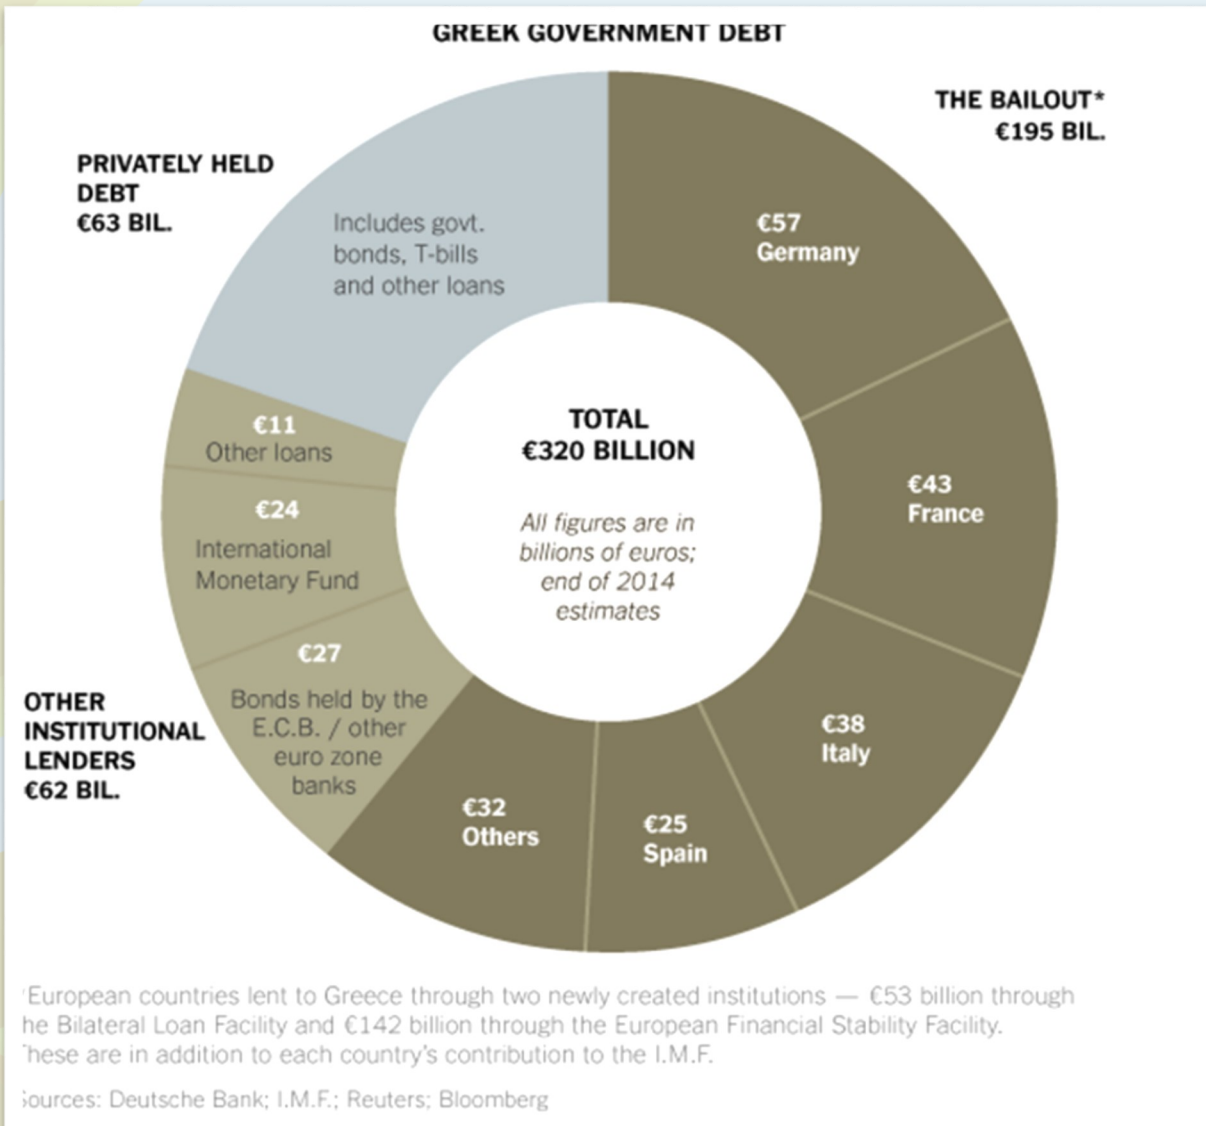 GREEK GOVERNMENT DEBT
THE BAILOUT*
€195 BIL.
PRIVATELY HELD
DEBT
€63 BIL.
Includes govt.
bonds, T-bills
and other loans
€57
Germany
€43
France
€38
Italy
€25
Spain
€32
Others
€11
Other loans
€24
International
Monetary Fund
€27
Bonds held by the
E.C.B. / other
euro zone
banks
OTHER
INSTITUTIONAL
LENDERS
€62 BIL.
TOTAL
€320 BILLION
All figures are in
billions of euros;
end of 2014
estimates
European countries lent to Greece through two newly created institutions — €53 billion through
he Bilateral Loan Facility and €142 billion through the European Financial Stability Facility.
hese are in addition to each country's contribution to the I.M.F.
ources: Deutsche Bank; I.M.F.; Reuters; Bloomberg